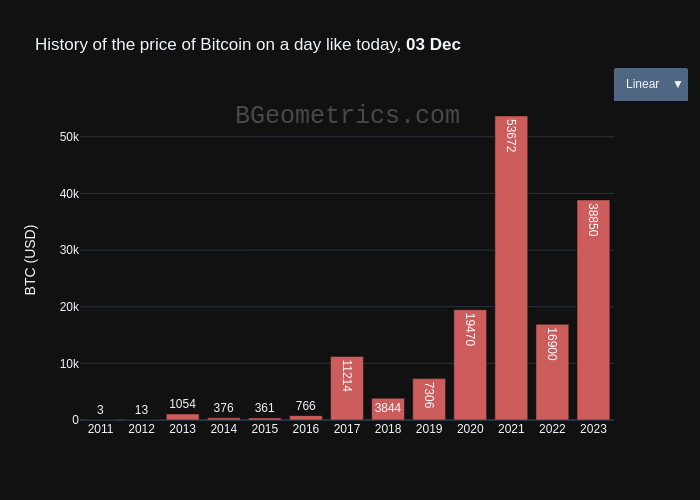 History of the price of Bitcoin on a day like today, 03 Dec
Linear ▼
BGeometrics.com
BTC (USD)
50k
40k
30k
20k
10k
0
3
13
1054
376
361
766
11214
3844
7306
19470
53672
16900
38850
2011 2012 2013 2014 2015 2016 2017 2018 2019 2020 2021 2022 2023